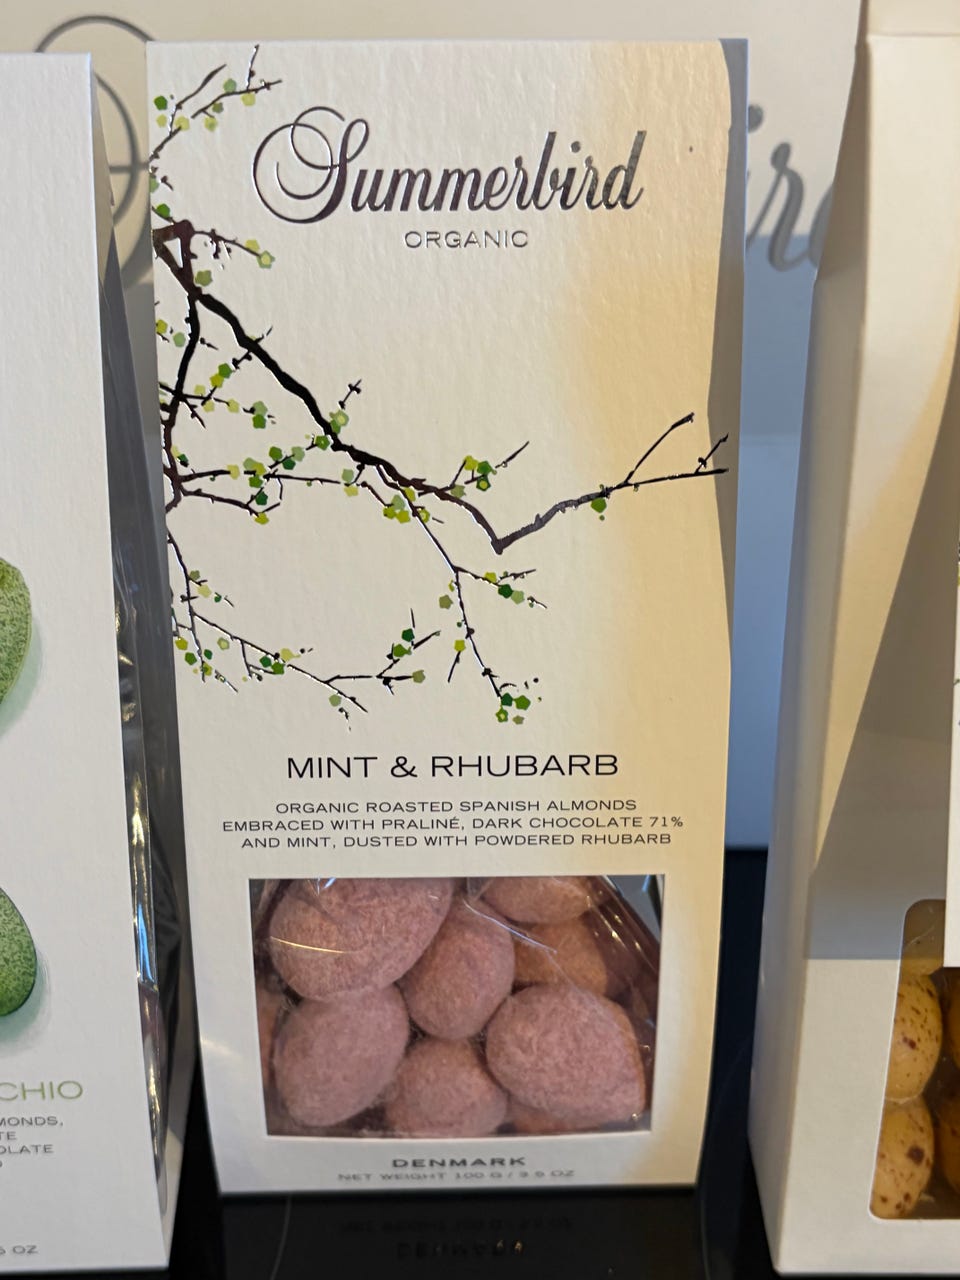 Summerbird
ORGANIC
MINT & RHUBARB
ORGANIC ROASTED SPANISH ALMONDS
EMBRACED WITH PRALINÉ, DARK CHOCOLATE 71%
AND MINT, DUSTED WITH POWDERED RHUBARB
DENMARK
NET WEIGHT 100 G / 3.5 OZ
CHIO
MONDS,
TE
OLATE
OZ